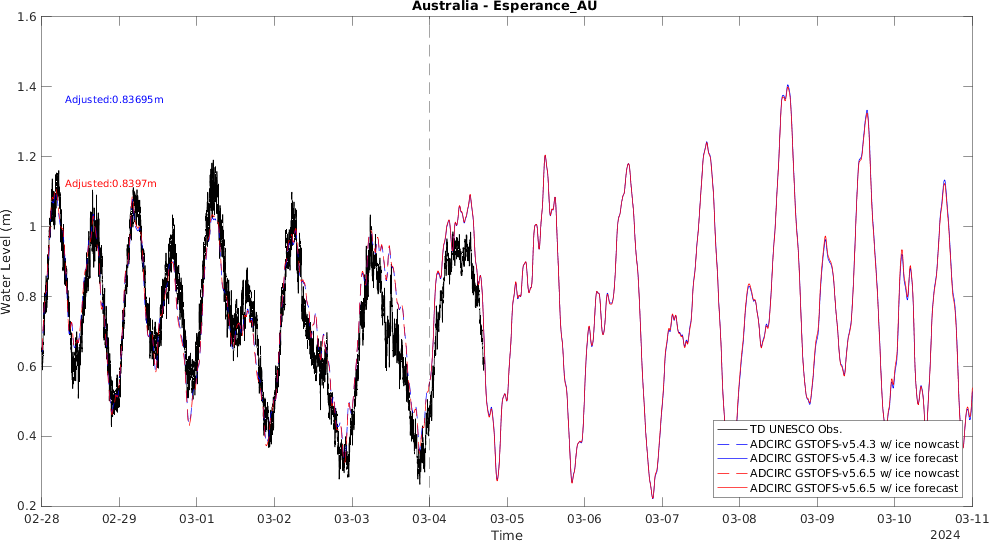 Australia - Esperance_AU
1.6
1.4
1.2
1
0.8
0.6
0.4
0.2
Water Level (m)
Adjusted:0.83695m
Adjusted:0.8397m
TD UNESCO Obs.
ADCIRC GSTOFS-v5.4.3 w/ ice nowcast
ADCIRC GSTOFS-v5.4.3 w/ ice forecast
ADCIRC GSTOFS-v5.6.5 w/ ice nowcast
ADCIRC GSTOFS-v5.6.5 w/ ice forecast
02-28 02-29 03-01 03-02 03-03 03-04 03-05 03-06 03-07 03-08 03-09 03-10 03-11
Time
2024